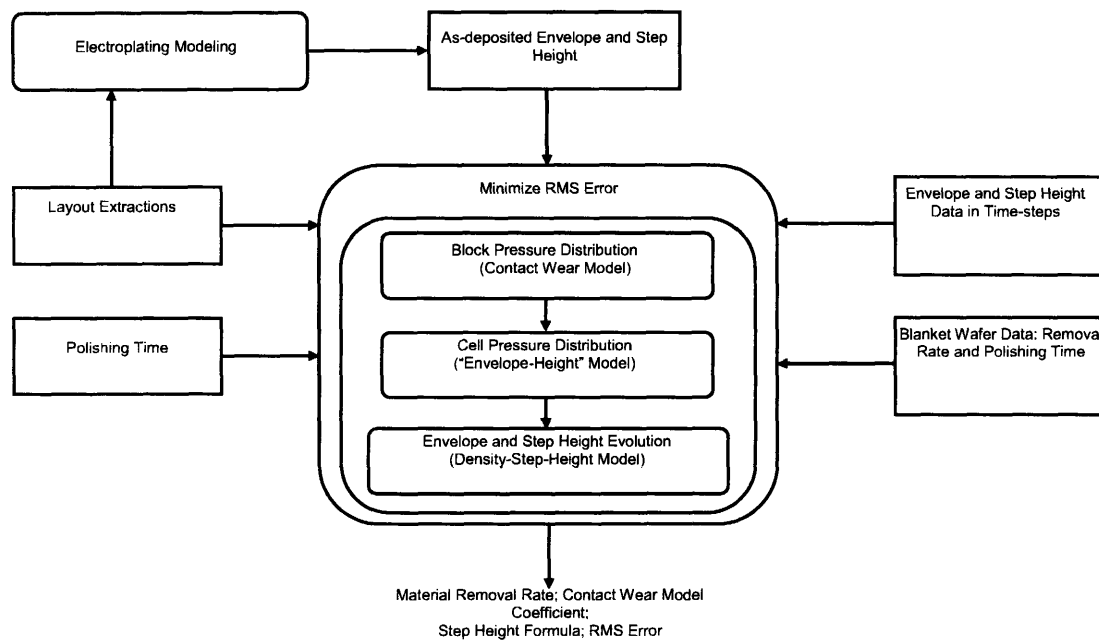 Electroplating Modeling
As-deposited Envelope and Step
Height
Minimize RMS Error
Layout Extractions
Envelope and Step Height
Data in Time-steps
Block Pressure Distribution
(Contact Wear Model)
Polishing Time
Cell Pressure Distribution
("Envelope-Height" Model)
Blanket Wafer Data: Remova
Rate and Polishing Time
Envelope and Step Height Evolution
(Density-Step-Height Model)
Material Removal Rate; Contact Wear Model
Coefficient;
Step Height Formula; RMS Error